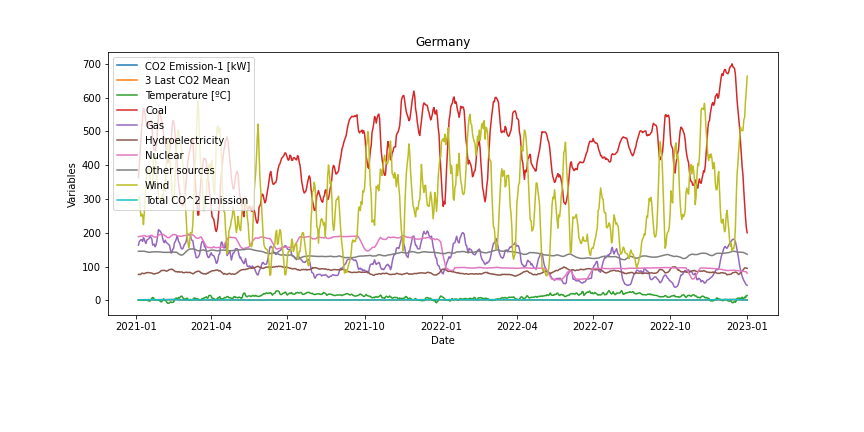 Germany
Variables
700
600
500
400
300
200
100
0
CO2 Emission-1 [kW]
3 Last CO2 Mean
Temperature [ºC]
Coal
Gas
Hydroelectricity
Nuclear
Other sources
Wind
Total CO^2 Emission
2021-01
2021-04
2021-07
2021-10
2022-01
2022-04
2022-07
2022-10
2023-01
Date